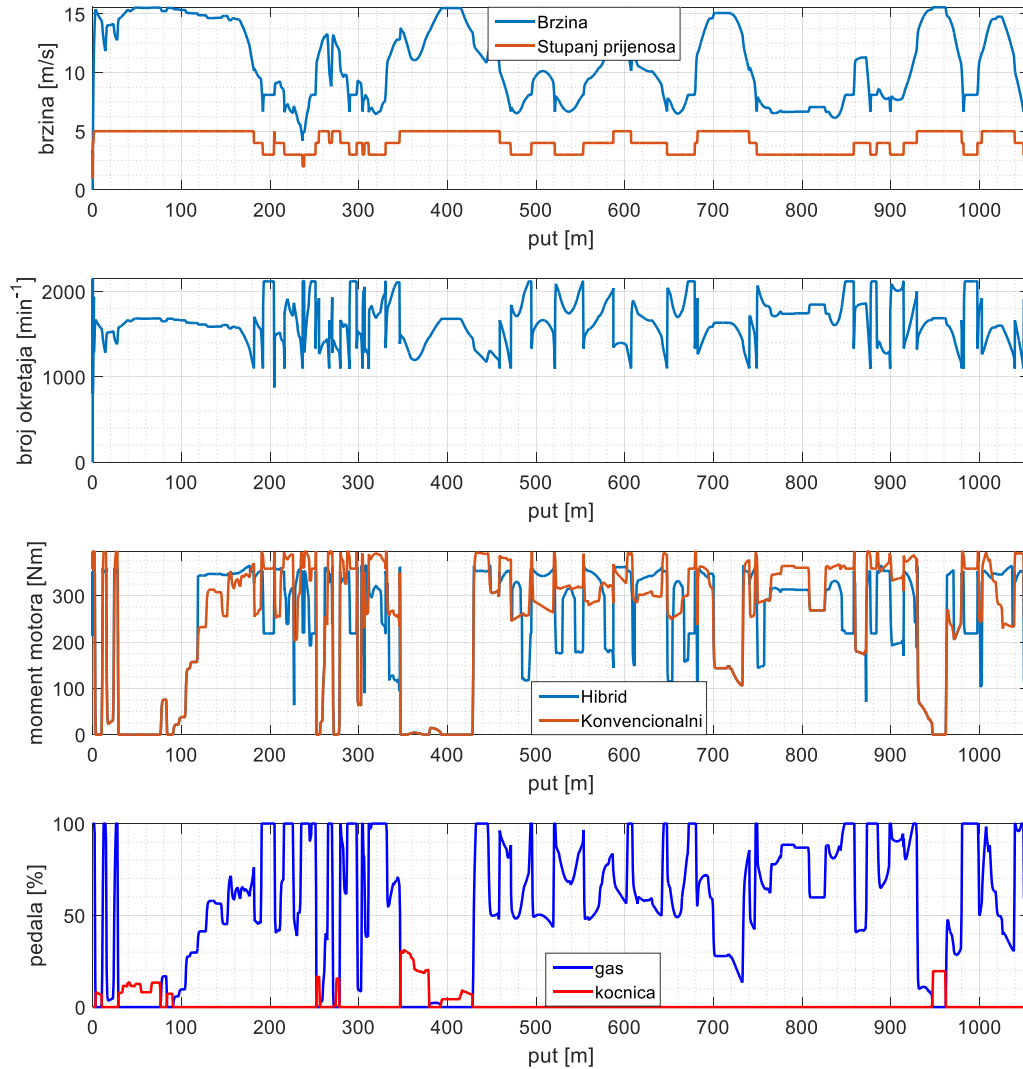 15
10
5
0
brzina [m/s]
Brzina
Stupanj prijenosa
0 100 200 300 400 500 600 700 800 900 1000
put [m]
2000
1000
0
broj okretaja [min⁻¹]
0 100 200 300 400 500 600 700 800 900 1000
put [m]
300
200
100
0
moment motora [Nm]
Hibrid
Konvencionalni
0 100 200 300 400 500 600 700 800 900 1000
put [m]
100
50
0
pedala [%]
gas
kocnica
0 100 200 300 400 500 600 700 800 900 1000
put [m]